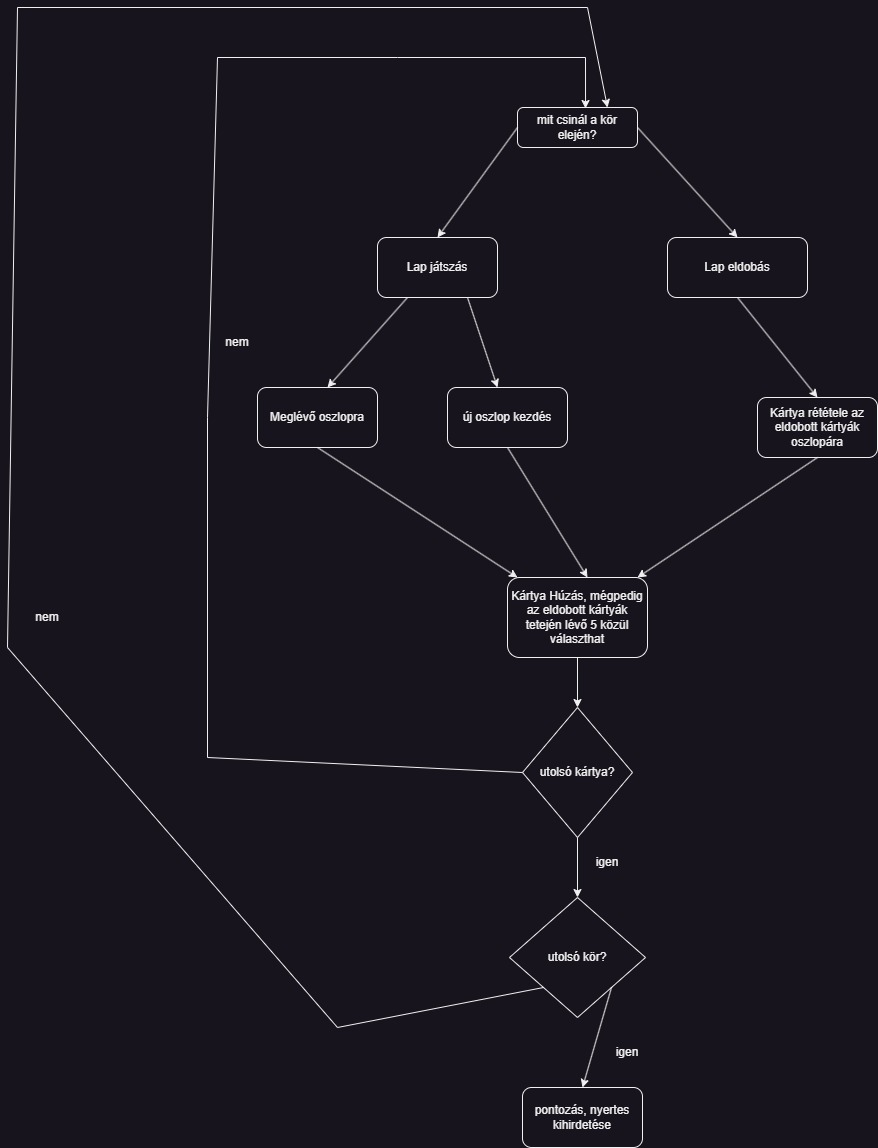 mit csinál a kör
elején?
Lap játszás
Lap eldobás
nem
Meglévő oszlopra
új oszlop kezdés
Kártya rététele az
eldobott kártyák
oszlopára
Kártya Húzás, mégpedig
az eldobott kártyák
tetején lévő 5 közül
választhat
nem
utolsó kártya?
igen
utolsó kör?
igen
pontozás, nyertes
kihirdetése